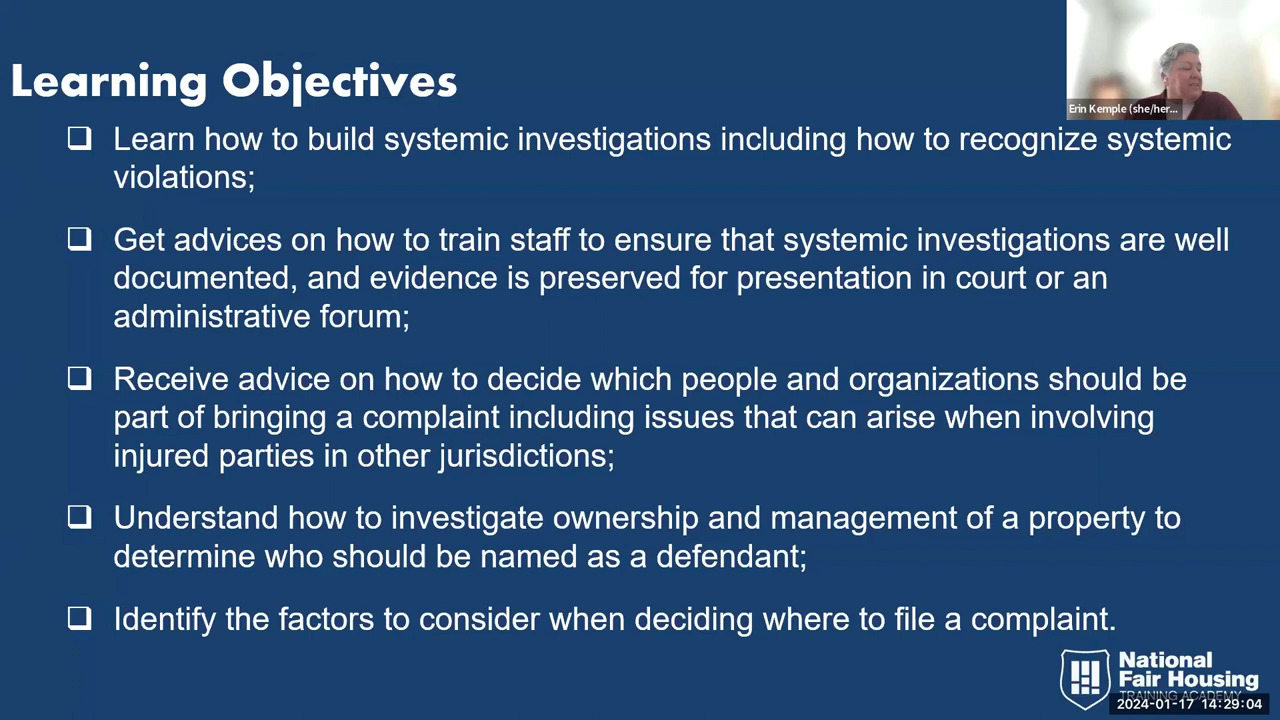 Learning Objectives
Erin Kemple (she/her...
❑ Learn how to build systemic investigations including how to recognize systemic
violations;
❑ Get advices on how to train staff to ensure that systemic investigations are well
documented, and evidence is preserved for presentation in court or an
administrative forum;
❑ Receive advice on how to decide which people and organizations should be
part of bringing a complaint including issues that can arise when involving
injured parties in other jurisdictions;
❑ Understand how to investigate ownership and management of a property to
determine who should be named as a defendant;
❑ Identify the factors to consider when deciding where to file a complaint.
National
Fair Housing
TRAINING ACADEMY
2024-01-17 14:29:04